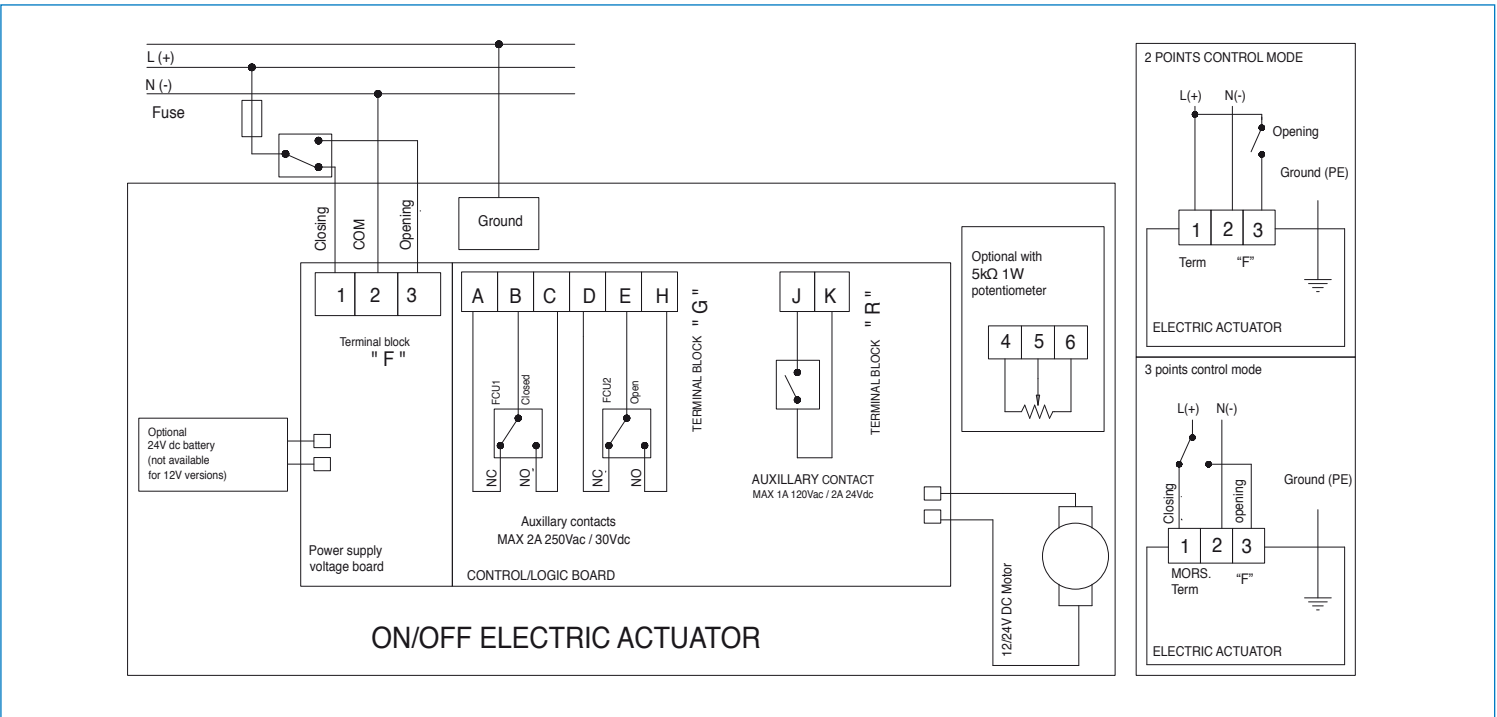 L (+)
N (-)
Fuse
Closing
COM
Opening
Ground
1 2 3
Terminal block
" F "
A B C D E H
TERMINAL BLOCK " G "
FCU1
Closed
NC
NO
FCU2
Open
NC
NO
Auxillary contacts
MAX 2A 250Vac / 30Vdc
J K
TERMINAL BLOCK " R "
AUXILLARY CONTACT
MAX 1A 120Vac / 2A 24Vdc
Optional with
5kΩ 1W
potentiometer
4 5 6
Optional
24V dc battery
(not available
for 12V versions)
Power supply
voltage board
CONTROL/LOGIC BOARD
12/24V DC Motor
ON/OFF ELECTRIC ACTUATOR
2 POINTS CONTROL MODE
L(+) N(-)
Opening
Ground (PE)
1 2 3
Term "F"
ELECTRIC ACTUATOR
3 points control mode
L(+) N(-)
Ground (PE)
Closing
opening
1 2 3
MORS.
Term "F"
ELECTRIC ACTUATOR